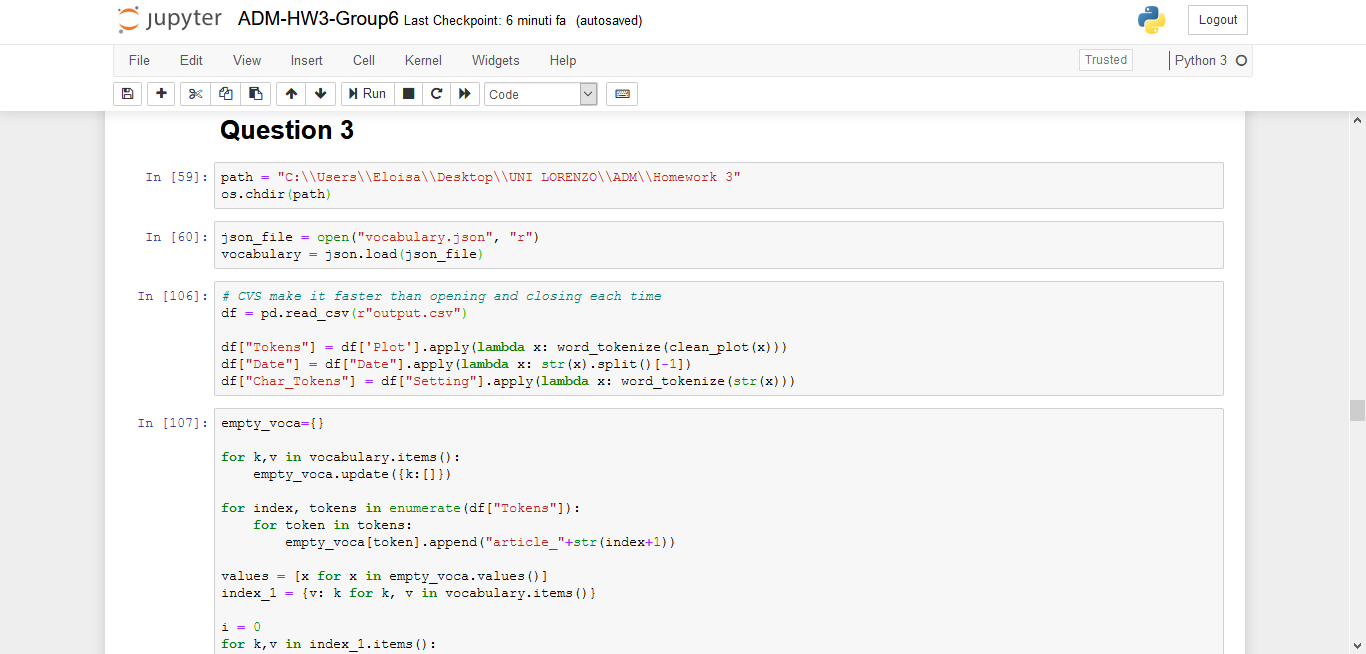 jupyter ADM-HW3-Group6 Last Checkpoint: 6 minuti fa (autosaved) Logout
File Edit View Insert Cell Kernel Widgets Help Trusted Python 3
Run Code
Question 3
In [59]: path = "C:\\Users\\Eloisa\\Desktop\\UNI LORENZO\\ADM\\Homework 3"
os.chdir(path)
In [60]: json_file = open("vocabulary.json", "r")
vocabulary = json.load(json_file)
In [106]: # CVS make it faster than opening and closing each time
df = pd.read_csv(r"output.csv")
df["Tokens"] = df['Plot'].apply(lambda x: word_tokenize(clean_plot(x)))
df["Date"] = df["Date"].apply(lambda x: str(x).split()[-1])
df["Char_Tokens"] = df["Setting"].apply(lambda x: word_tokenize(str(x)))
In [107]: empty_voca={}
for k,v in vocabulary.items():
    empty_voca.update({k:[]})
for index, tokens in enumerate(df["Tokens"]):
    for token in tokens:
        empty_voca[token].append("article_"+str(index+1))
values = [x for x in empty_voca.values()]
index_1 = {v: k for k, v in vocabulary.items()}
i = 0
for k,v in index_1.items():